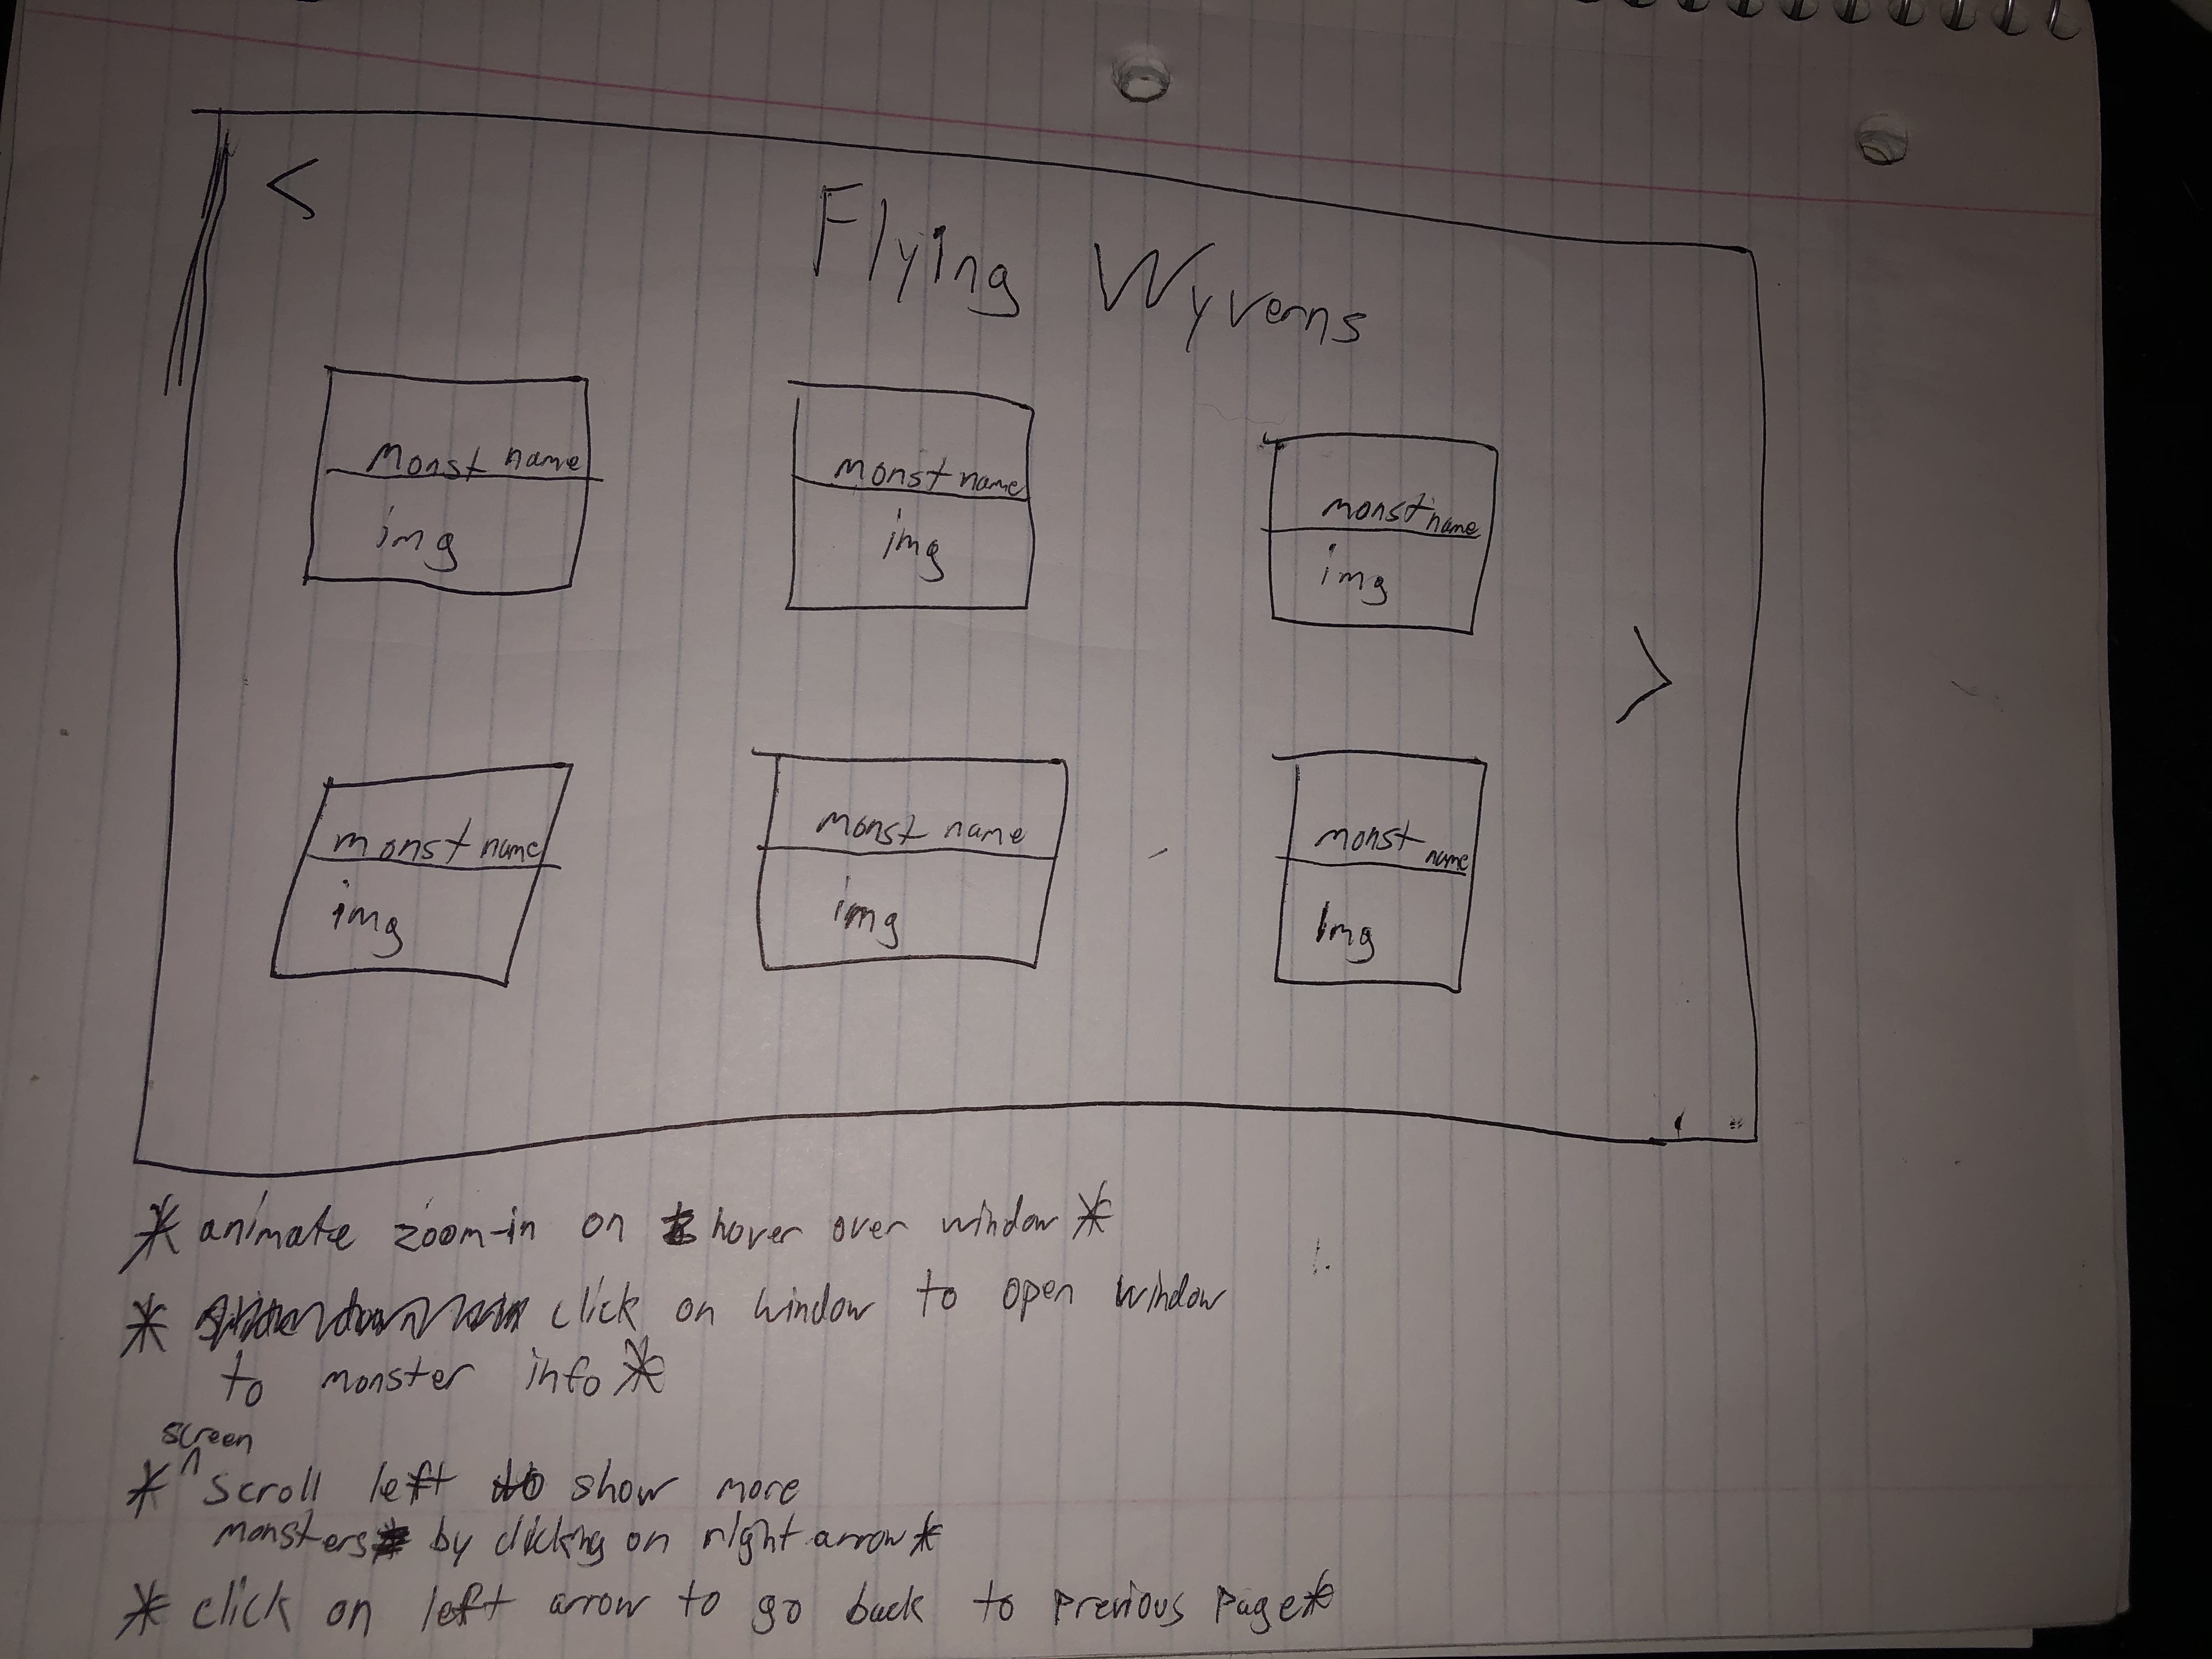 <
Flying Wyverns
monst name
img
monst name
img
monst name
img
>
monst name
img
monst name
img
monst name
Img
* animate zoom-in on hover over window *
* click on window to open window
to monster info *
screen
* ^ scroll left to show more
monsters by clicking on right arrow *
* click on left arrow to go back to previous page *